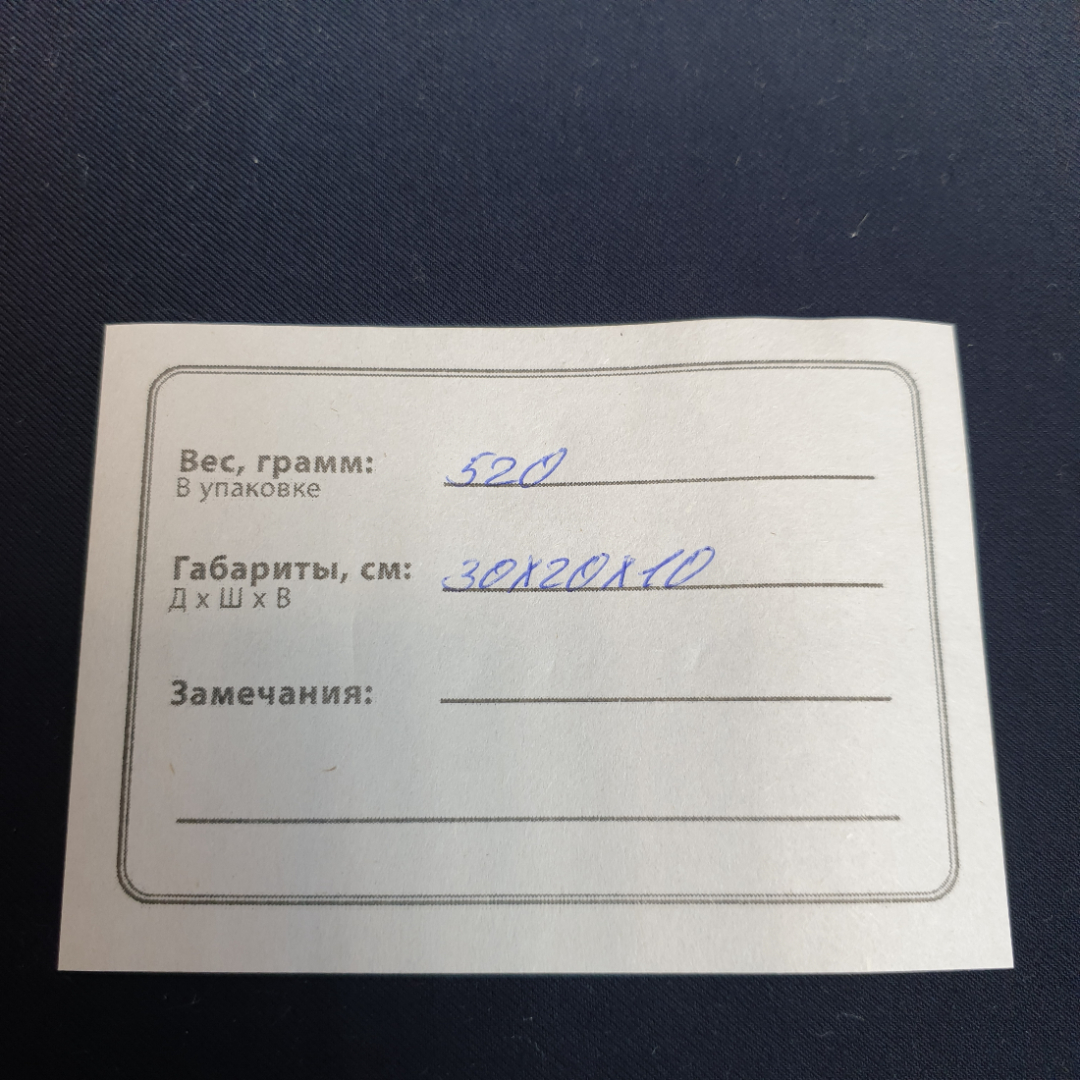 Вес, грамм: 520
В упаковке
Габариты, см: 30х20х10
Д х Ш х В
Замечания: